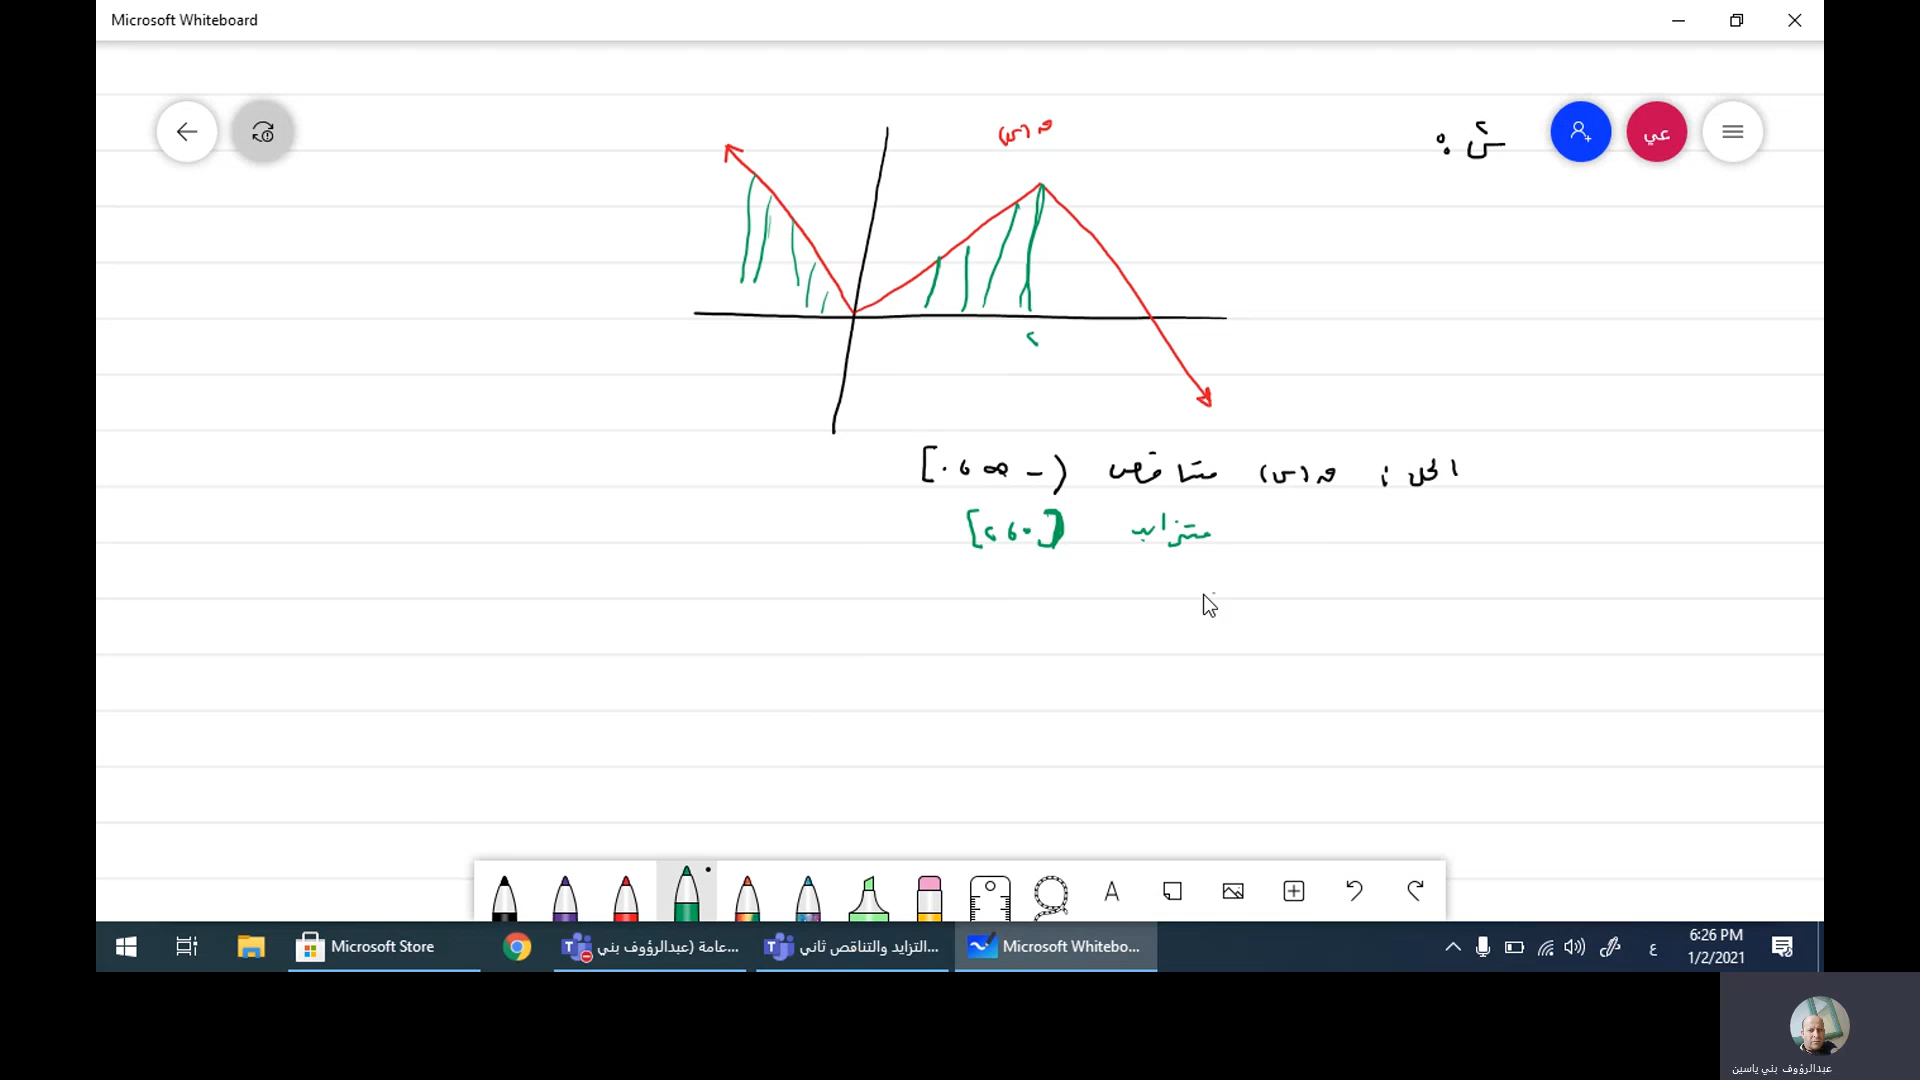 Microsoft Whiteboard
س٢ :
عي
ق(س)
٢
الحل : ق(س) متناقص (-∞ ، ٠]
متزايد [٠ ، ٢]
A
Microsoft Store
عامة (عبدالرؤوف بني...
التزايد والتناقص ثاني...
Microsoft Whitebo...
ع
6:26 PM
1/2/2021
عبدالرؤوف بني ياسين